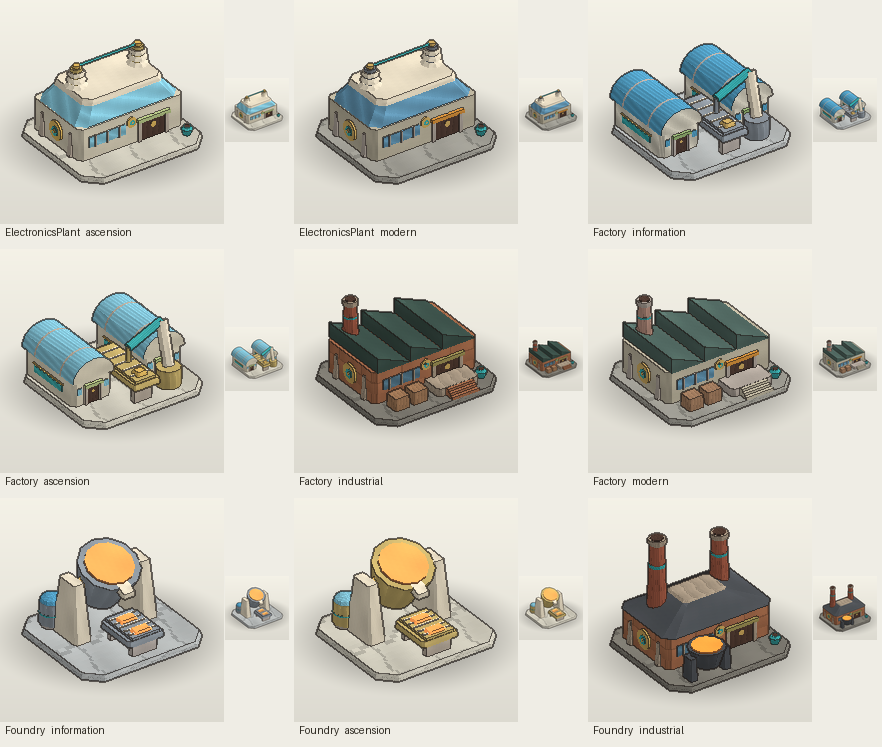 ElectronicsPlant ascension
ElectronicsPlant modern
Factory information
Factory ascension
Factory industrial
Factory modern
Foundry information
Foundry ascension
Foundry industrial